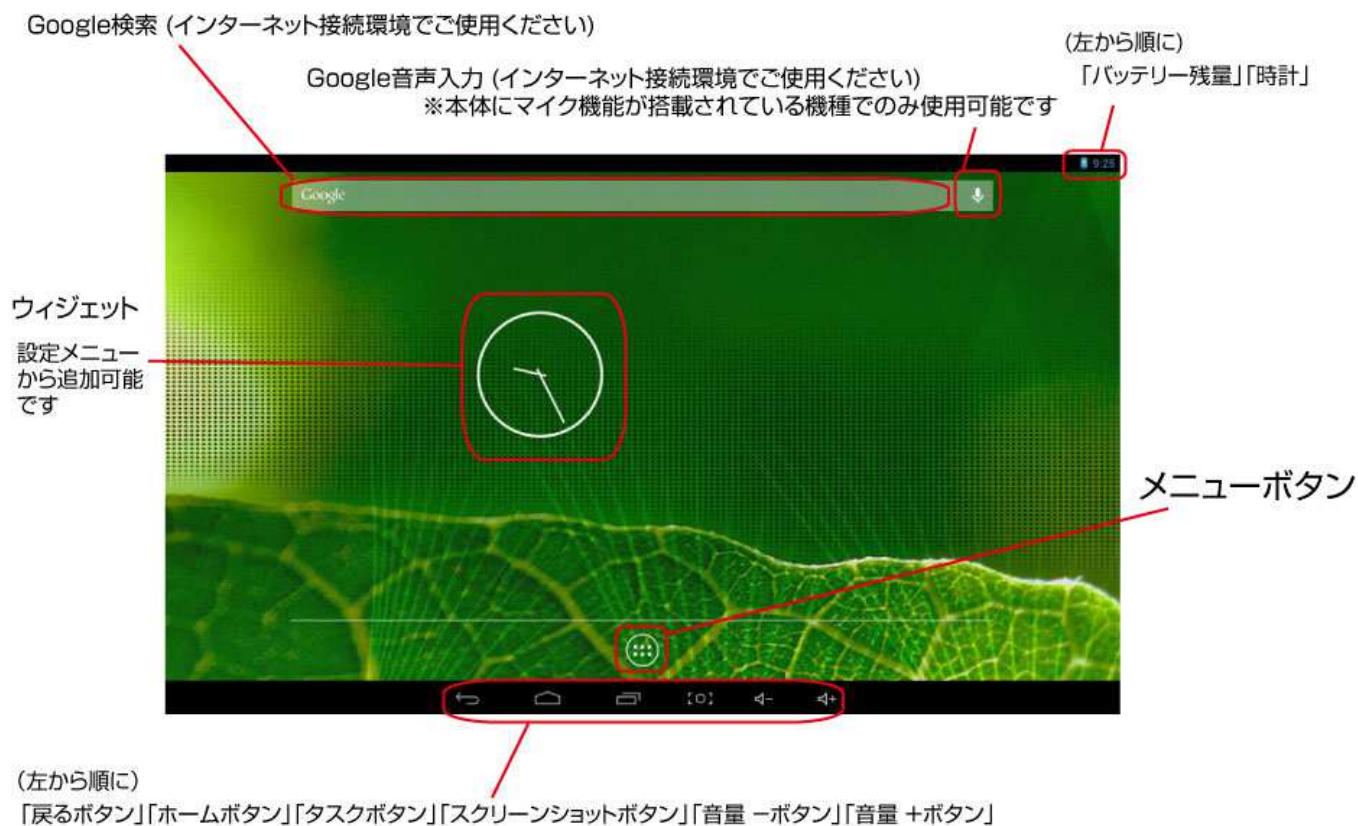 Google検索 (インターネット接続環境でご使用ください)
(左から順に)
「バッテリー残量」「時計」
Google音声入力 (インターネット接続環境でご使用ください)
※本体にマイク機能が搭載されている機種でのみ使用可能です
9:25
Google
ウィジェット
設定メニュー
から追加可能
です
メニューボタン
(左から順に)
「戻るボタン」「ホームボタン」「タスクボタン」「スクリーンショットボタン」「音量 −ボタン」「音量 +ボタン」